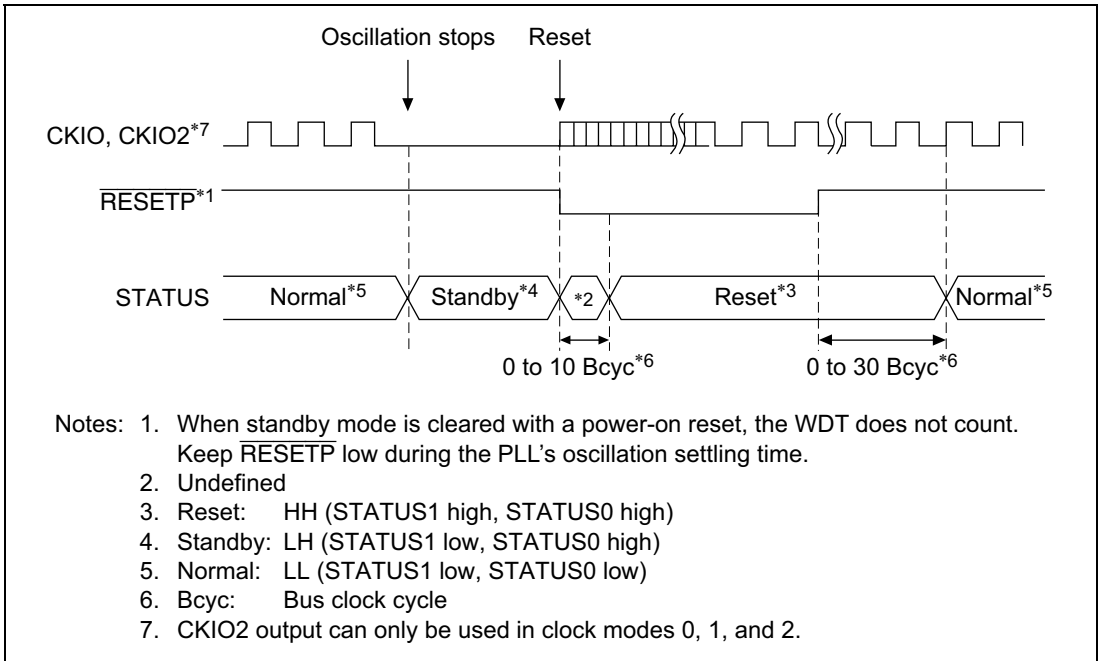 Oscillation stops Reset
CKIO, CKIO2*7
RESETP*1
STATUS Normal*5 Standby*4 *2 Reset*3 Normal*5
0 to 10 Bcyc*6 0 to 30 Bcyc*6
Notes: 1. When standby mode is cleared with a power-on reset, the WDT does not count.
Keep RESETP low during the PLL's oscillation settling time.
2. Undefined
3. Reset: HH (STATUS1 high, STATUS0 high)
4. Standby: LH (STATUS1 low, STATUS0 high)
5. Normal: LL (STATUS1 low, STATUS0 low)
6. Bcyc: Bus clock cycle
7. CKIO2 output can only be used in clock modes 0, 1, and 2.